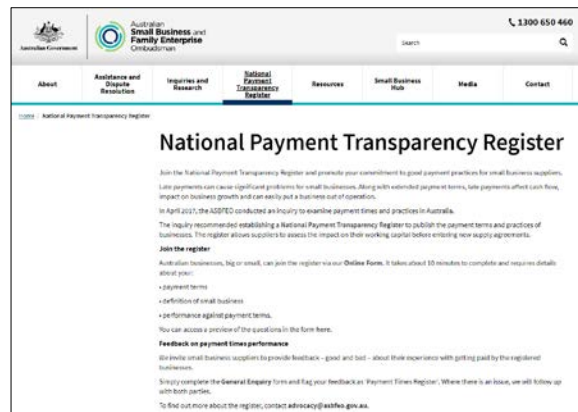 1300 650 460
Australian Government
Australian
Small Business and
Family Enterprise
Ombudsman
Search
About
Assistance and
Dispute
Resolution
Inquiries and
Research
National
Payment
Transparency
Register
Resources
Small Business
Hub
Media
Contact
Home / National Payment Transparency Register
National Payment Transparency Register
Join the National Payment Transparency Register and promote your commitment to good payment practices for small business suppliers.
Late payments can cause significant problems for small businesses. Along with extended payment terms, late payments affect cash flow,
impact on business growth and can easily put a business out of operation.
In April 2017, the ASBFEO conducted an inquiry to examine payment times and practices in Australia.
The inquiry recommended establishing a National Payment Transparency Register to publish the payment terms and practices of
businesses. The register allows suppliers to assess the impact on their working capital before entering new supply agreements.
Join the register
Australian businesses, big or small, can join the register via our Online Form. It takes about 10 minutes to complete and requires details
about your:
• payment terms
• definition of small business
• performance against payment terms.
You can access a preview of the questions in the form here.
Feedback on payment times performance
We invite small business suppliers to provide feedback – good and bad – about their experience with getting paid by the registered
businesses.
Simply complete the General Enquiry form and flag your feedback as 'Payment Times Register'. Where there is an issue, we will follow up
with both parties.
To find out more about the register, contact advocacy@asbfeo.gov.au.